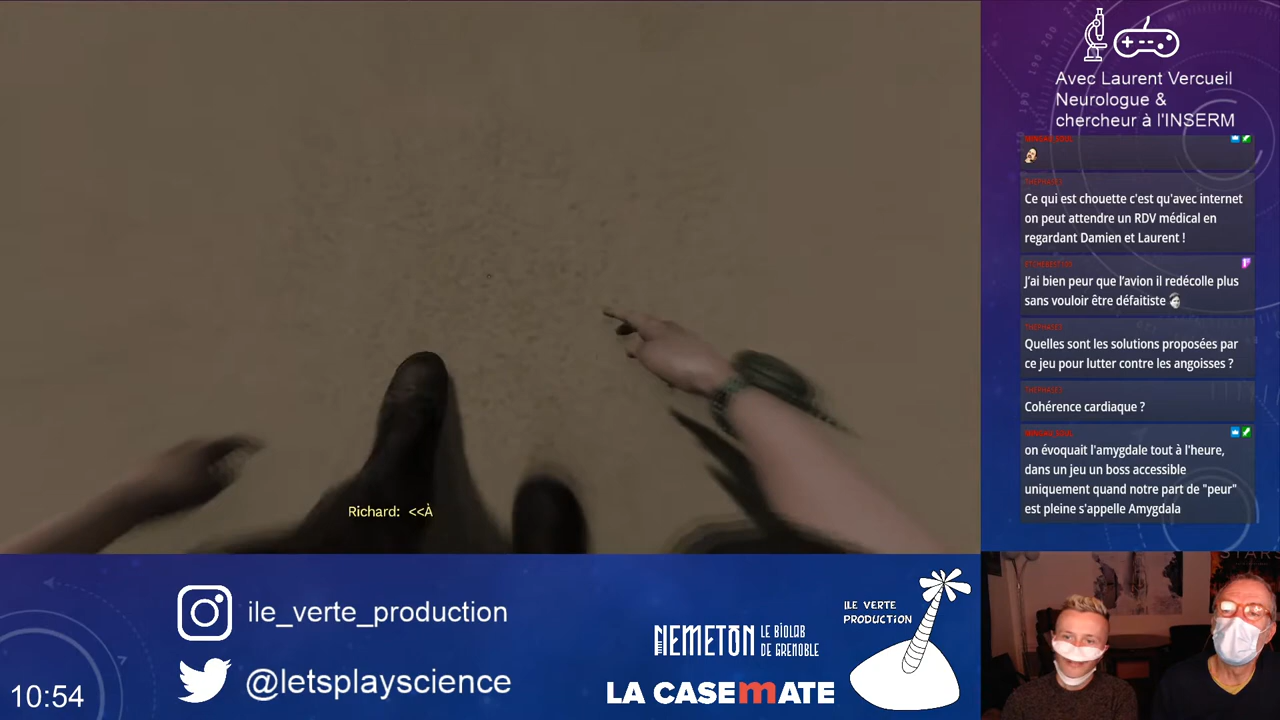 Avec Laurent Vercueil
Neurologue &
chercheur à l'INSERM
Ce qui est chouette c'est qu'avec internet
on peut attendre un RDV médical en
regardant Damien et Laurent !
J'ai bien peur que l'avion il redécolle plus
sans vouloir être défaitiste
THEPHASES
Quelles sont les solutions proposées par
ce jeu pour lutter contre les angoisses ?
THEPHASES
Cohérence cardiaque ?
on évoquait l'amygdale tout à l'heure,
dans un jeu un boss accessible
uniquement quand notre part de "peur"
est pleine s'appelle Amygdala
Richard: <<À
ile_verte_production
@letsplayscience
10:54
NEMETON LE BIOLAB
DE GRENOBLE
LA CASEMATE
ILE VERTE
PRODUCTION